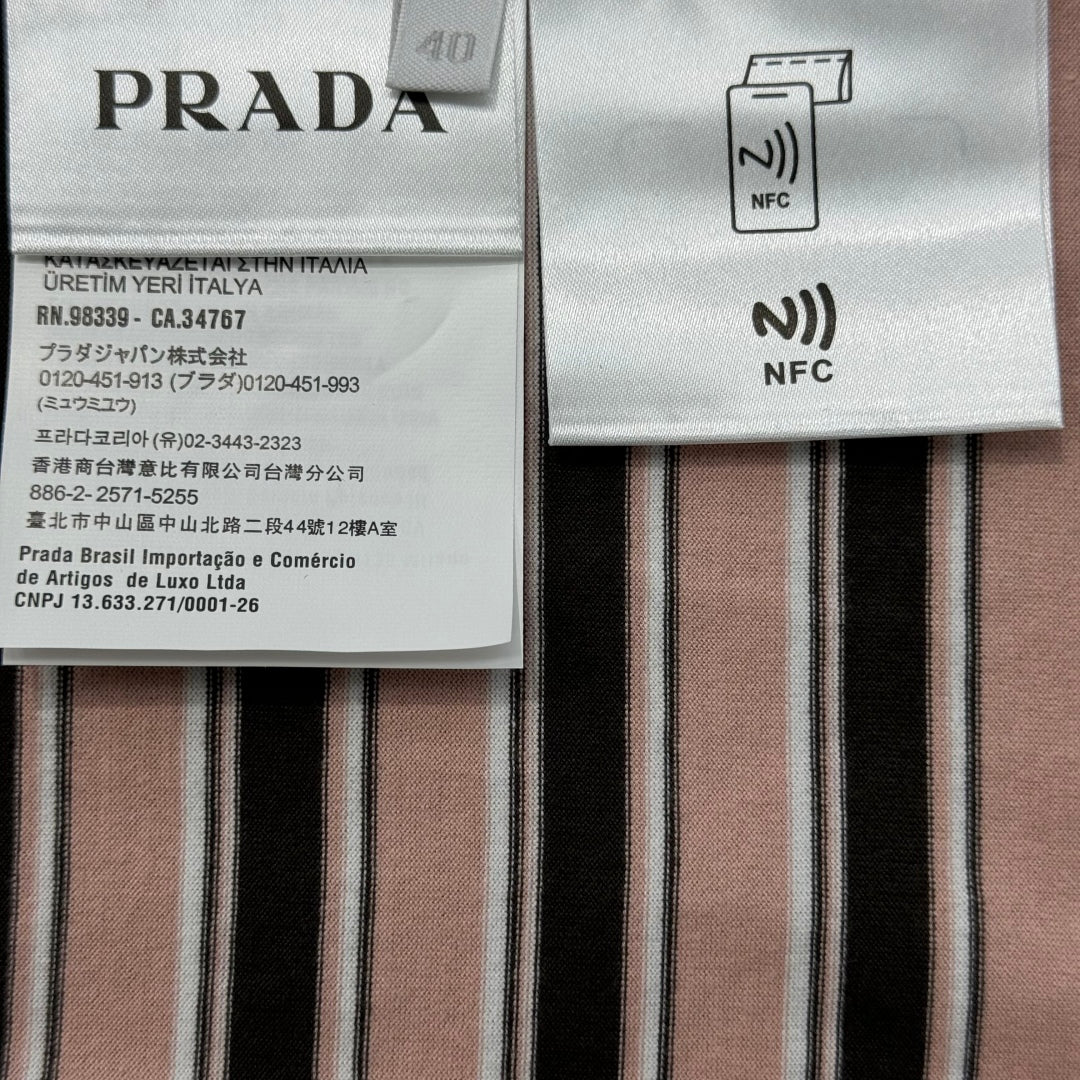 40
PRADA
ΚΑΤΑΣΚΕΥΑΖΕΤΑΙ ΣΤΗΝ ΙΤΑΛΙΑ
ÜRETİM YERİ İTALYA
RN.98339 - CA.34767
プラダジャパン株式会社
0120-451-913 (プラダ)0120-451-993
(ミュウミュウ)
프라다코리아(유)02-3443-2323
香港商台灣意比有限公司台灣分公司
886-2-2571-5255
臺北市中山區中山北路二段44號12樓A室
Prada Brasil Importação e Comércio
de Artigos de Luxo Ltda
CNPJ 13.633.271/0001-26
NFC
NFC